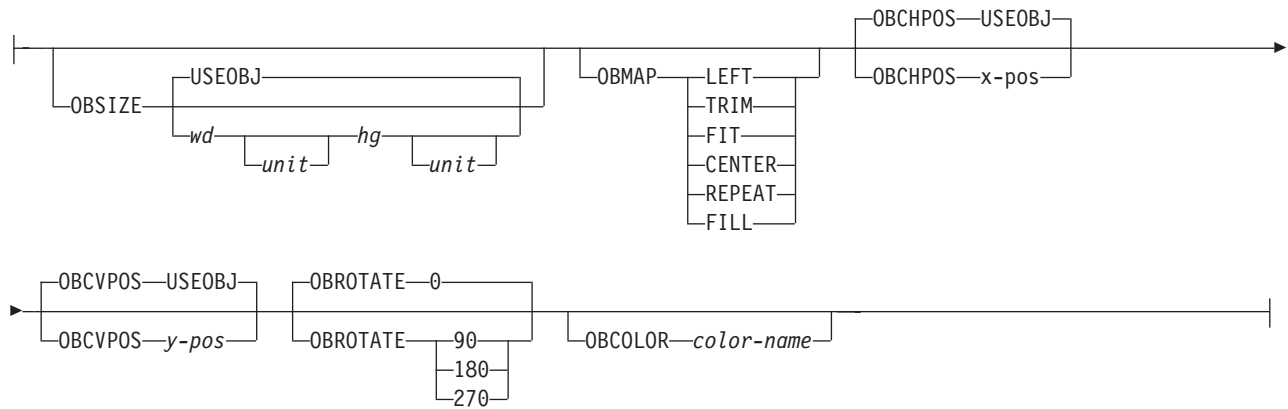 OBCHPOS USEOBJ
OBCHPOS x-pos
OBSIZE USEOBJ
wd unit hg unit
OBMAP LEFT
TRIM
FIT
CENTER
REPEAT
FILL
OBCVPOS USEOBJ
OBCVPOS y-pos
OBROTATE 0
OBROTATE 90
180
270
OBCOLOR color-name